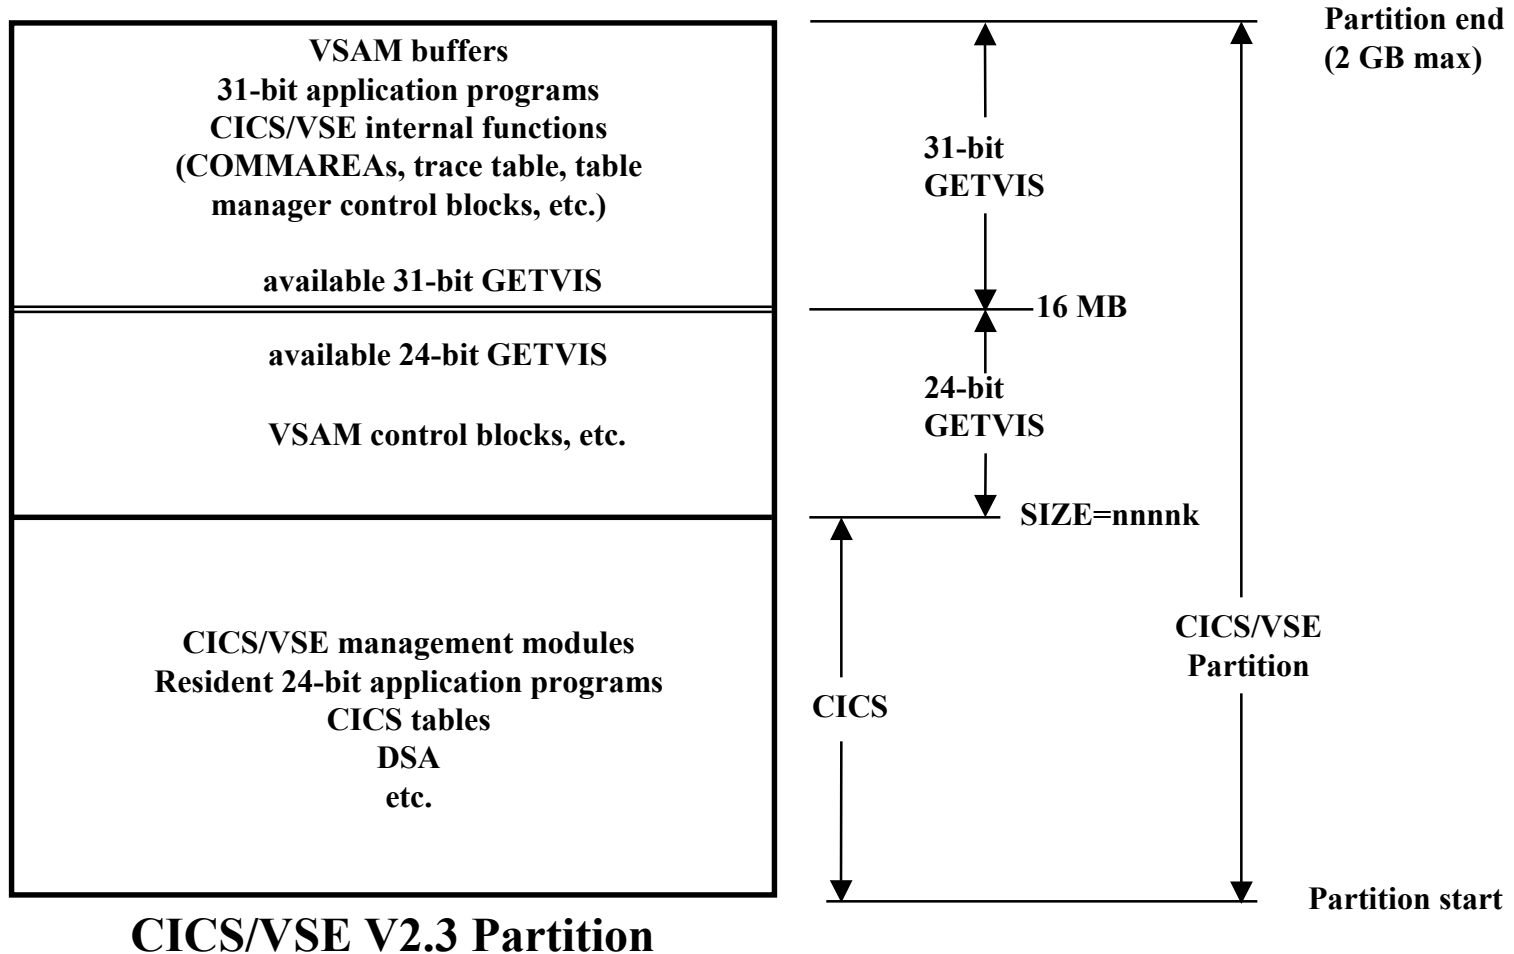 VSAM buffers
31-bit application programs
CICS/VSE internal functions
(COMMAREAs, trace table, table
manager control blocks, etc.)
available 31-bit GETVIS
available 24-bit GETVIS
VSAM control blocks, etc.
CICS/VSE management modules
Resident 24-bit application programs
CICS tables
DSA
etc.
CICS/VSE V2.3 Partition
31-bit
GETVIS
16 MB
24-bit
GETVIS
SIZE=nnnnk
CICS
CICS/VSE
Partition
Partition end
(2 GB max)
Partition start